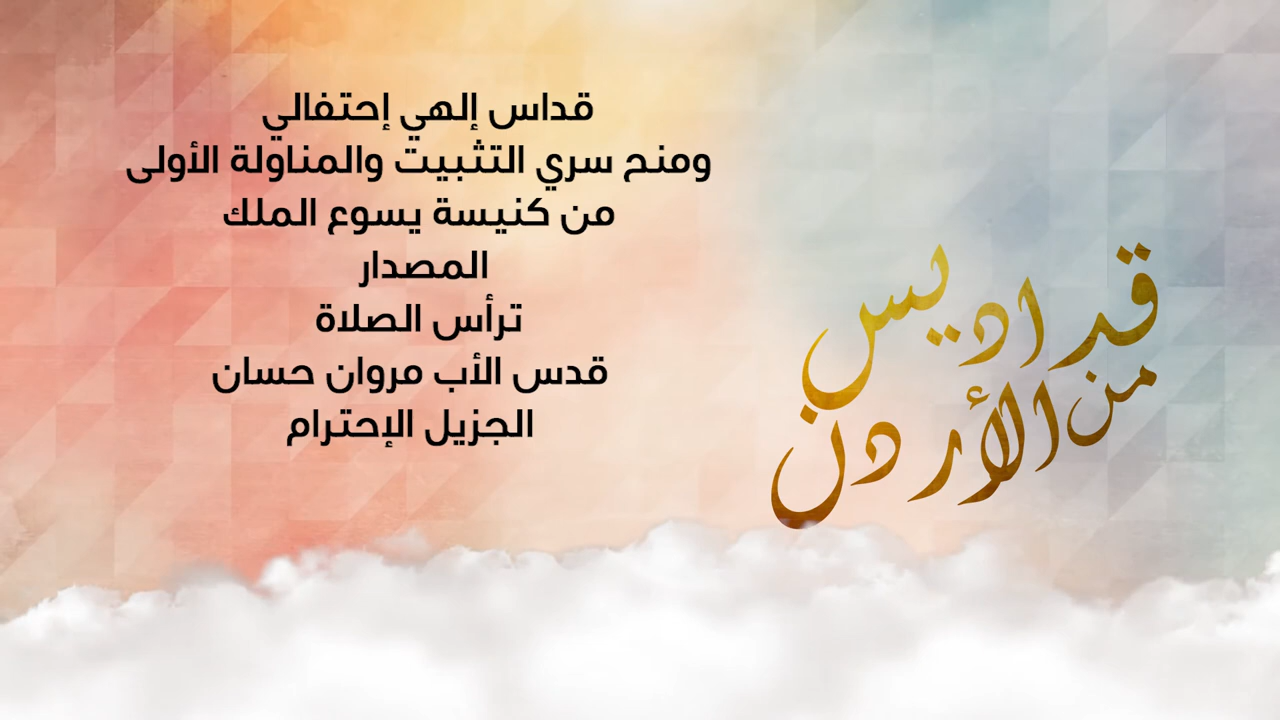 قداس إلهي إحتفالي
ومنح سري التثبيت والمناولة الأولى
من كنيسة يسوع الملك
المصدار
ترأس الصلاة
قدس الأب مروان حسان
الجزيل الإحترام
قداديس
من الأردن